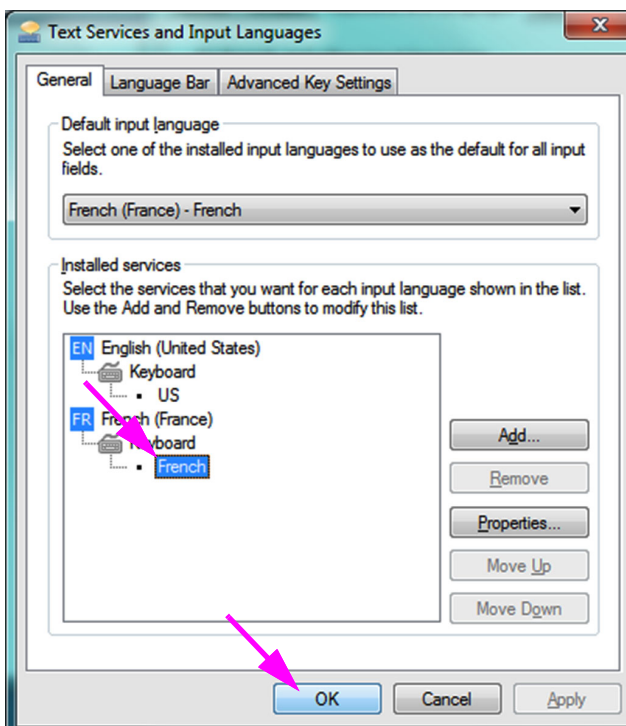 Text Services and Input Languages
General
Language Bar
Advanced Key Settings
Default input language
Select one of the installed input languages to use as the default for all input
fields.
French (France) - French
Installed services
Select the services that you want for each input language shown in the list.
Use the Add and Remove buttons to modify this list.
EN English (United States)
Keyboard
US
FR French (France)
Keyboard
French
Add...
Remove
Properties...
Move Up
Move Down
OK
Cancel
Apply